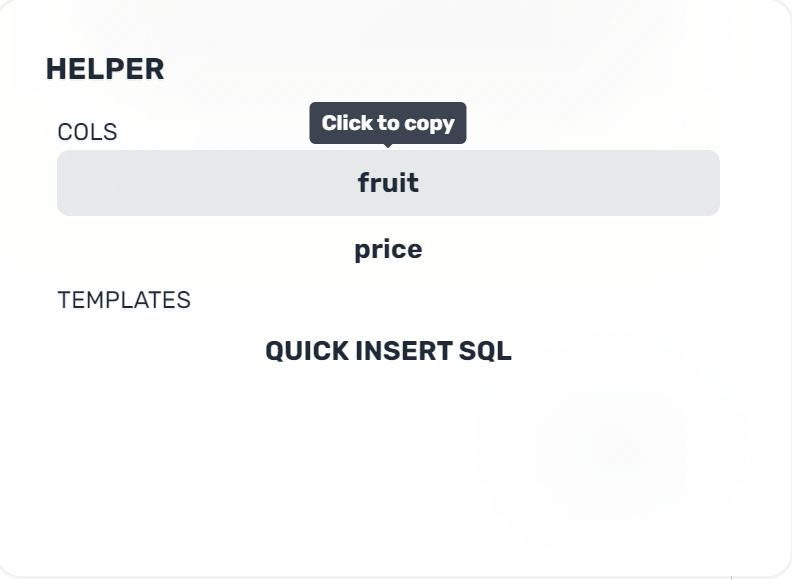 HELPER
COLS
Click to copy
fruit
price
TEMPLATES
QUICK INSERT SQL